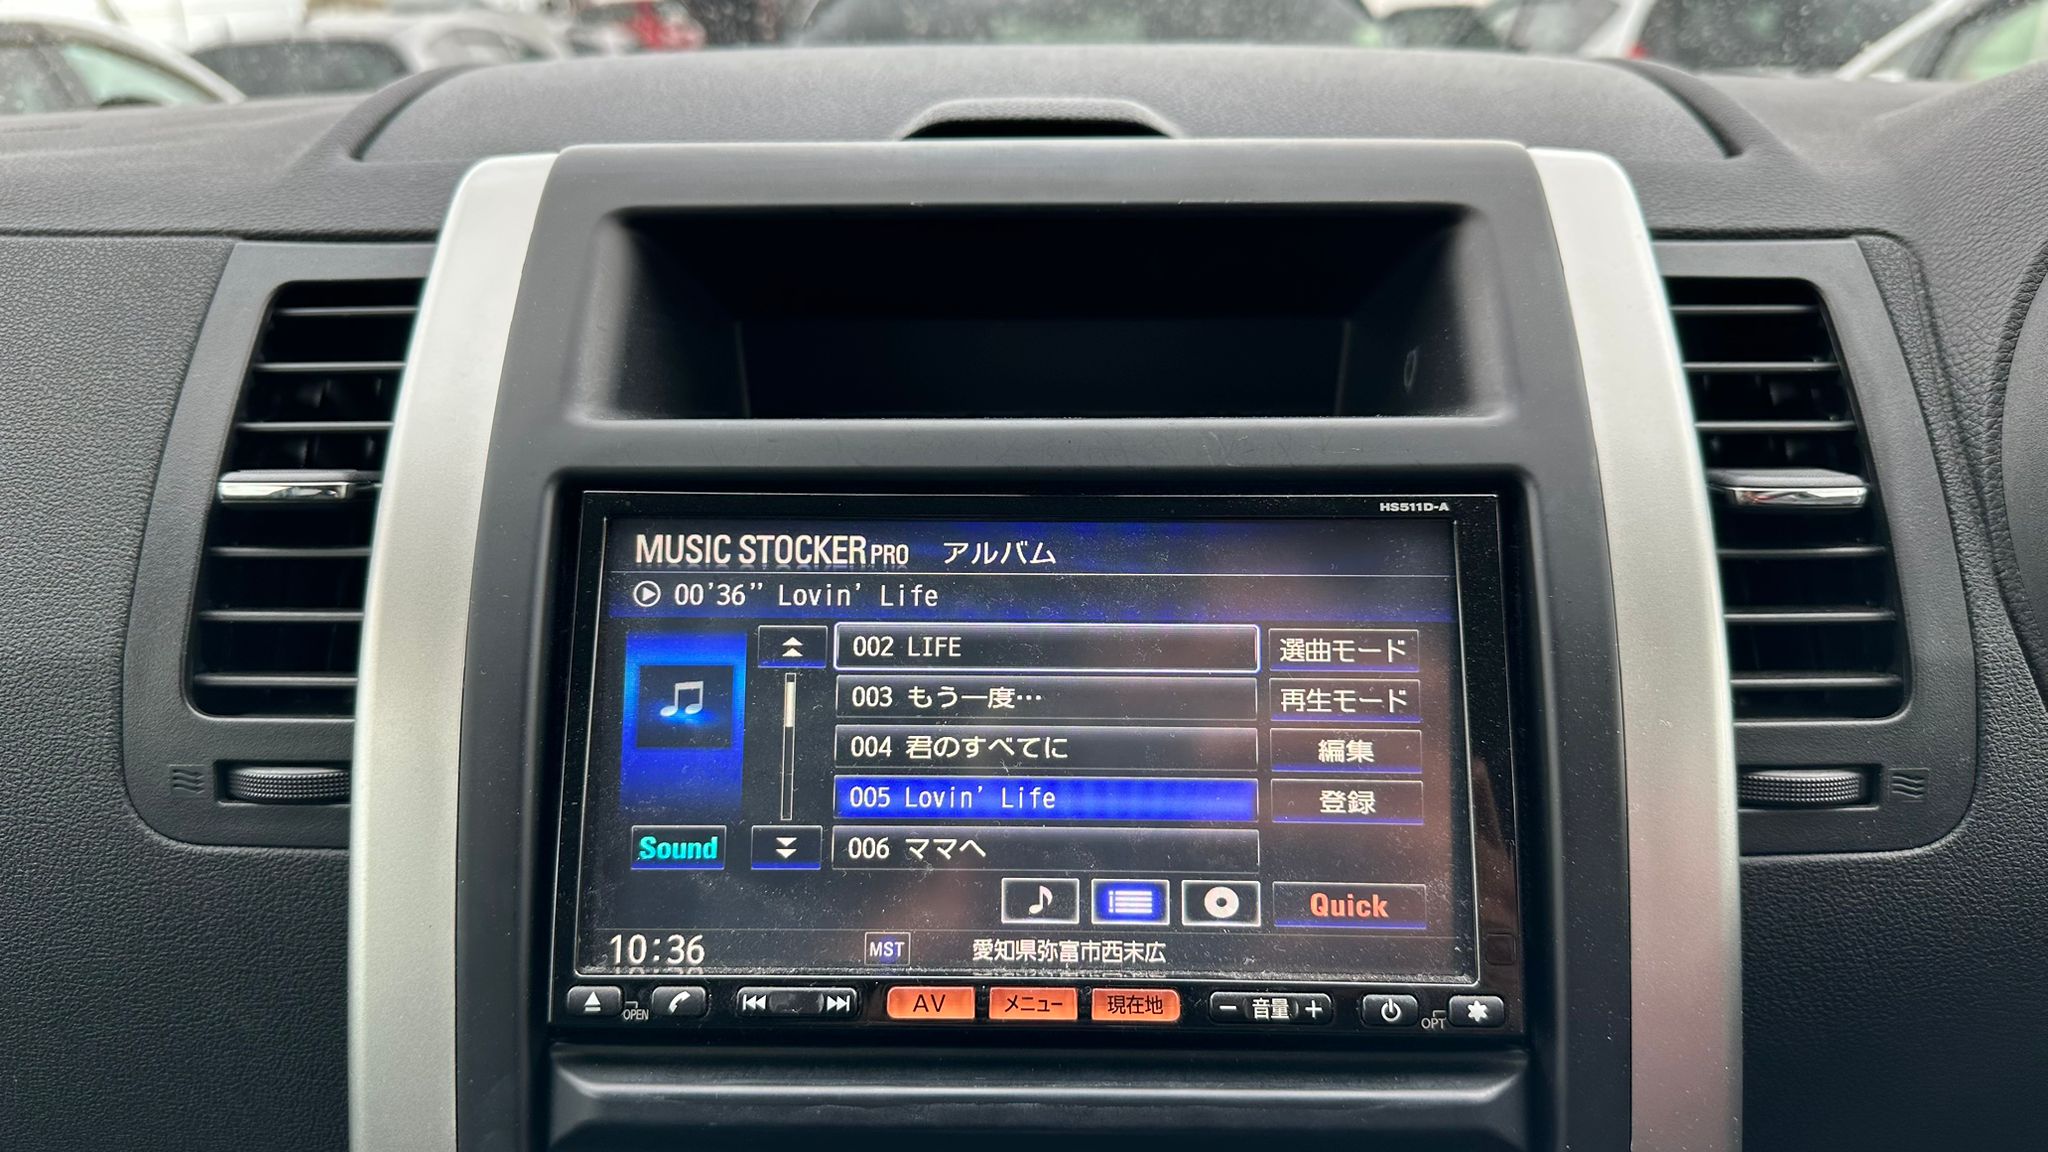 HS511D-A
MUSIC STOCKER PRO アルバム
00'36" Lovin' Life
002 LIFE
選曲モード
003 もう一度…
再生モード
004 君のすべてに
編集
005 Lovin' Life
登録
Sound
006 ママへ
Quick
10:36
MST
愛知県弥富市西末広
OPEN
AV
メニュー
現在地
− 音量 +
OPT